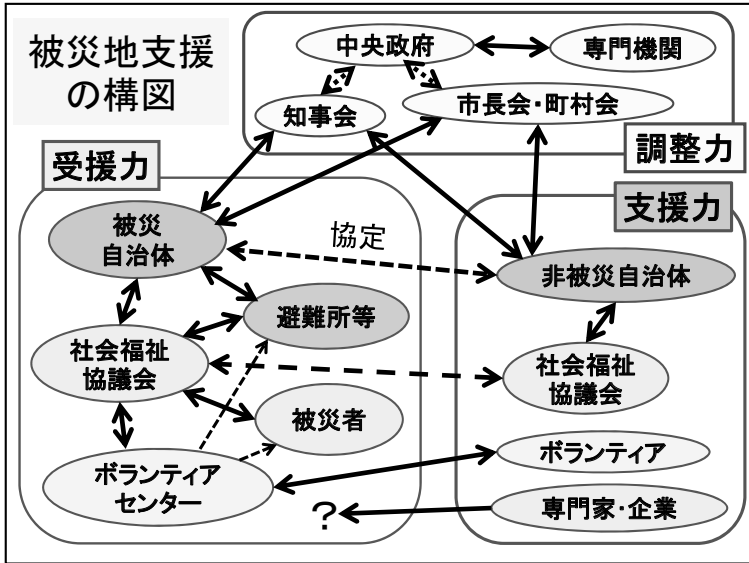 被災地支援
の構図
中央政府
専門機関
知事会
市長会・町村会
調整力
受援力
支援力
被災
自治体
協定
非被災自治体
避難所等
社会福祉
協議会
社会福祉
協議会
被災者
ボランティア
センター
ボランティア
専門家・企業
?